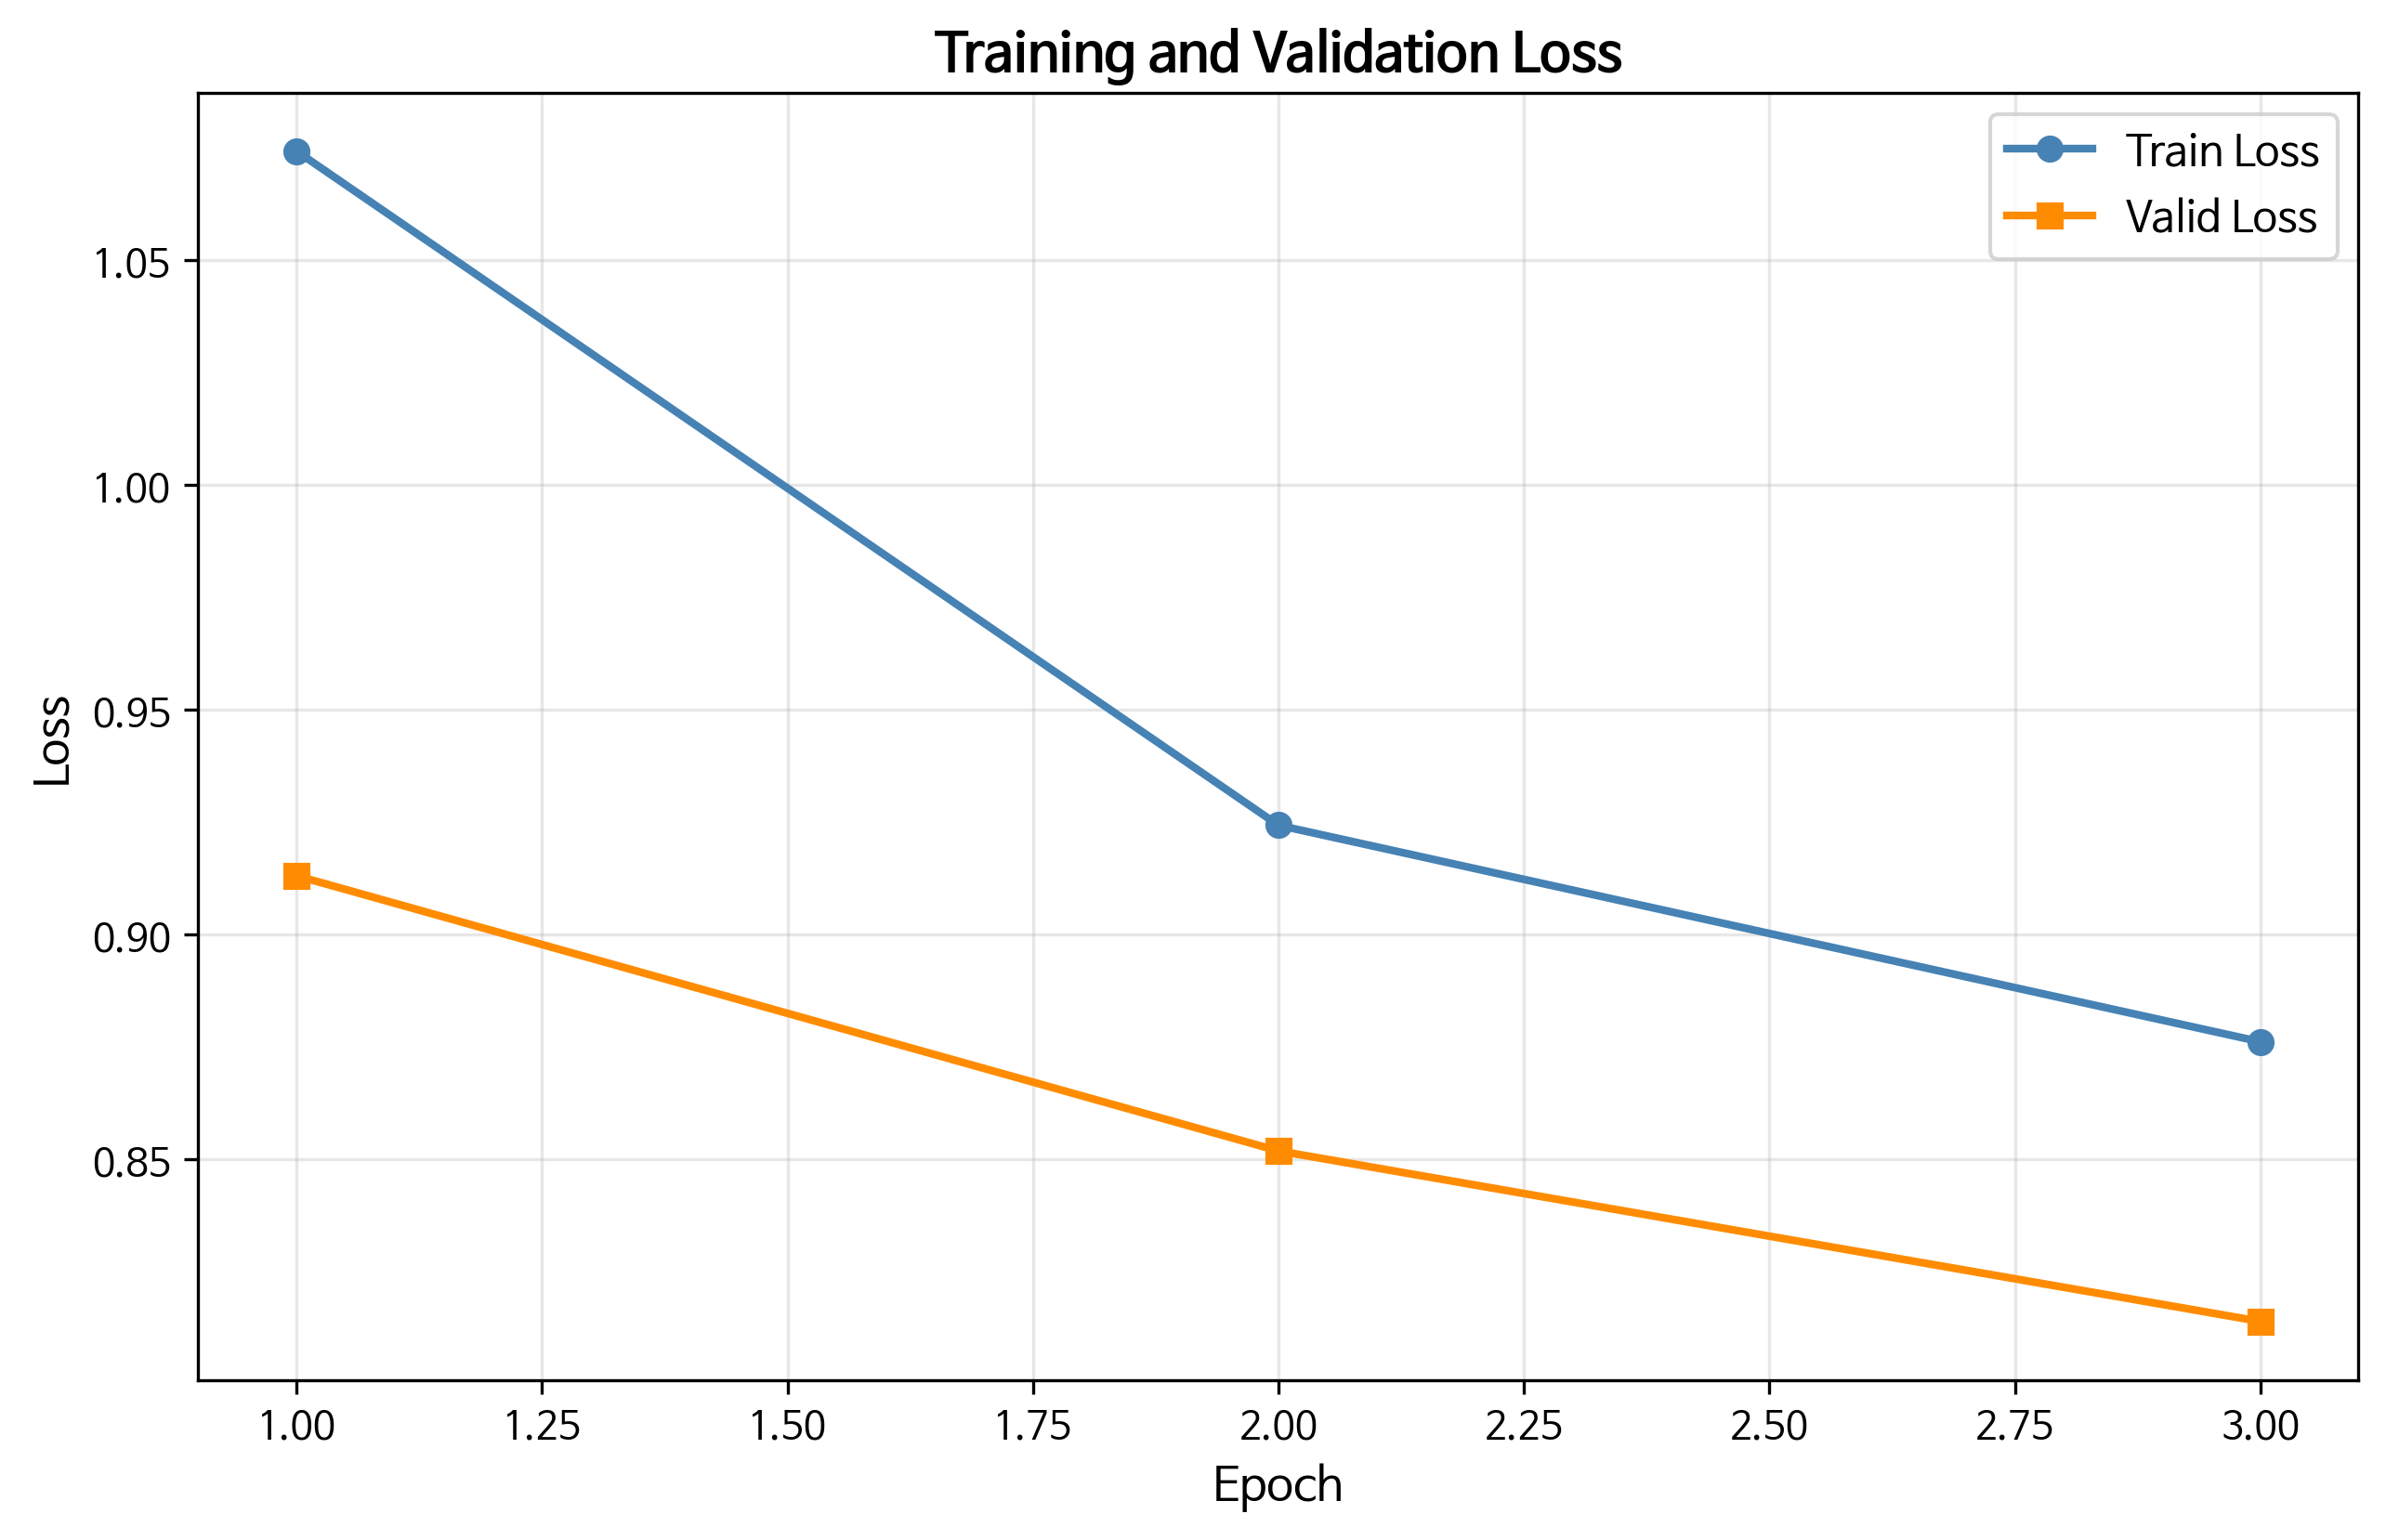 Training and Validation Loss
Train Loss
Valid Loss
1.05
1.00
0.95
0.90
0.85
Loss
1.00 1.25 1.50 1.75 2.00 2.25 2.50 2.75 3.00
Epoch